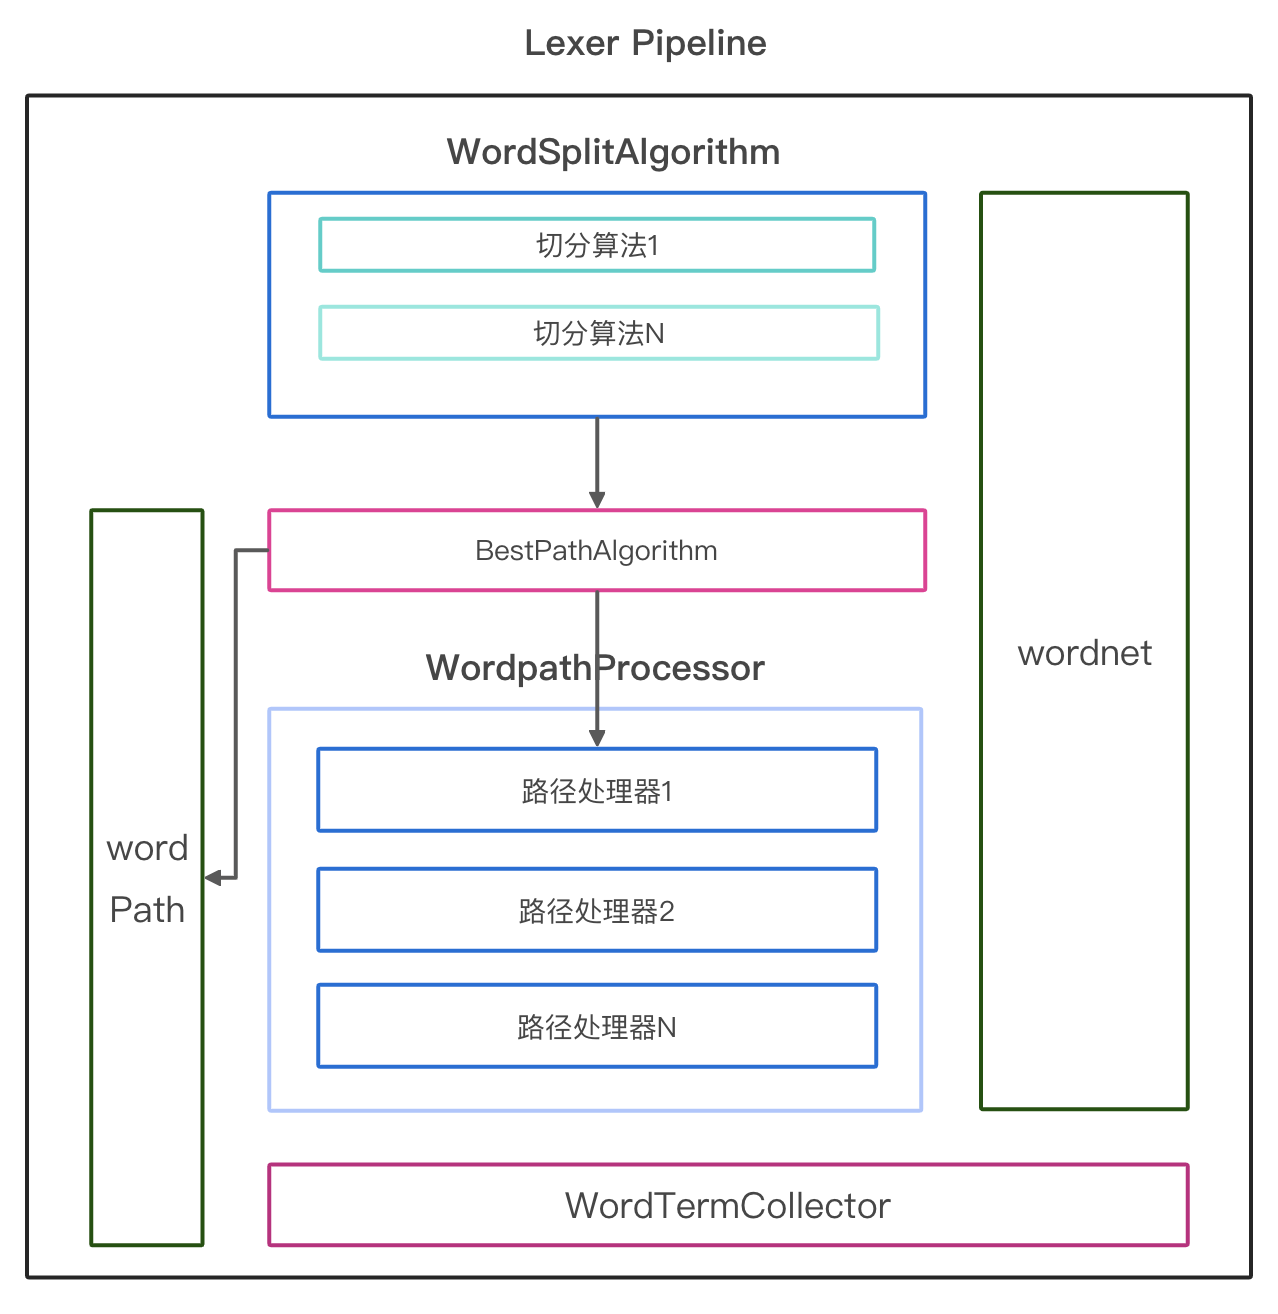 Lexer Pipeline
WordSplitAlgorithm
切分算法1
切分算法N
BestPathAlgorithm
WordpathProcessor
路径处理器1
路径处理器2
路径处理器N
word
Path
wordnet
WordTermCollector